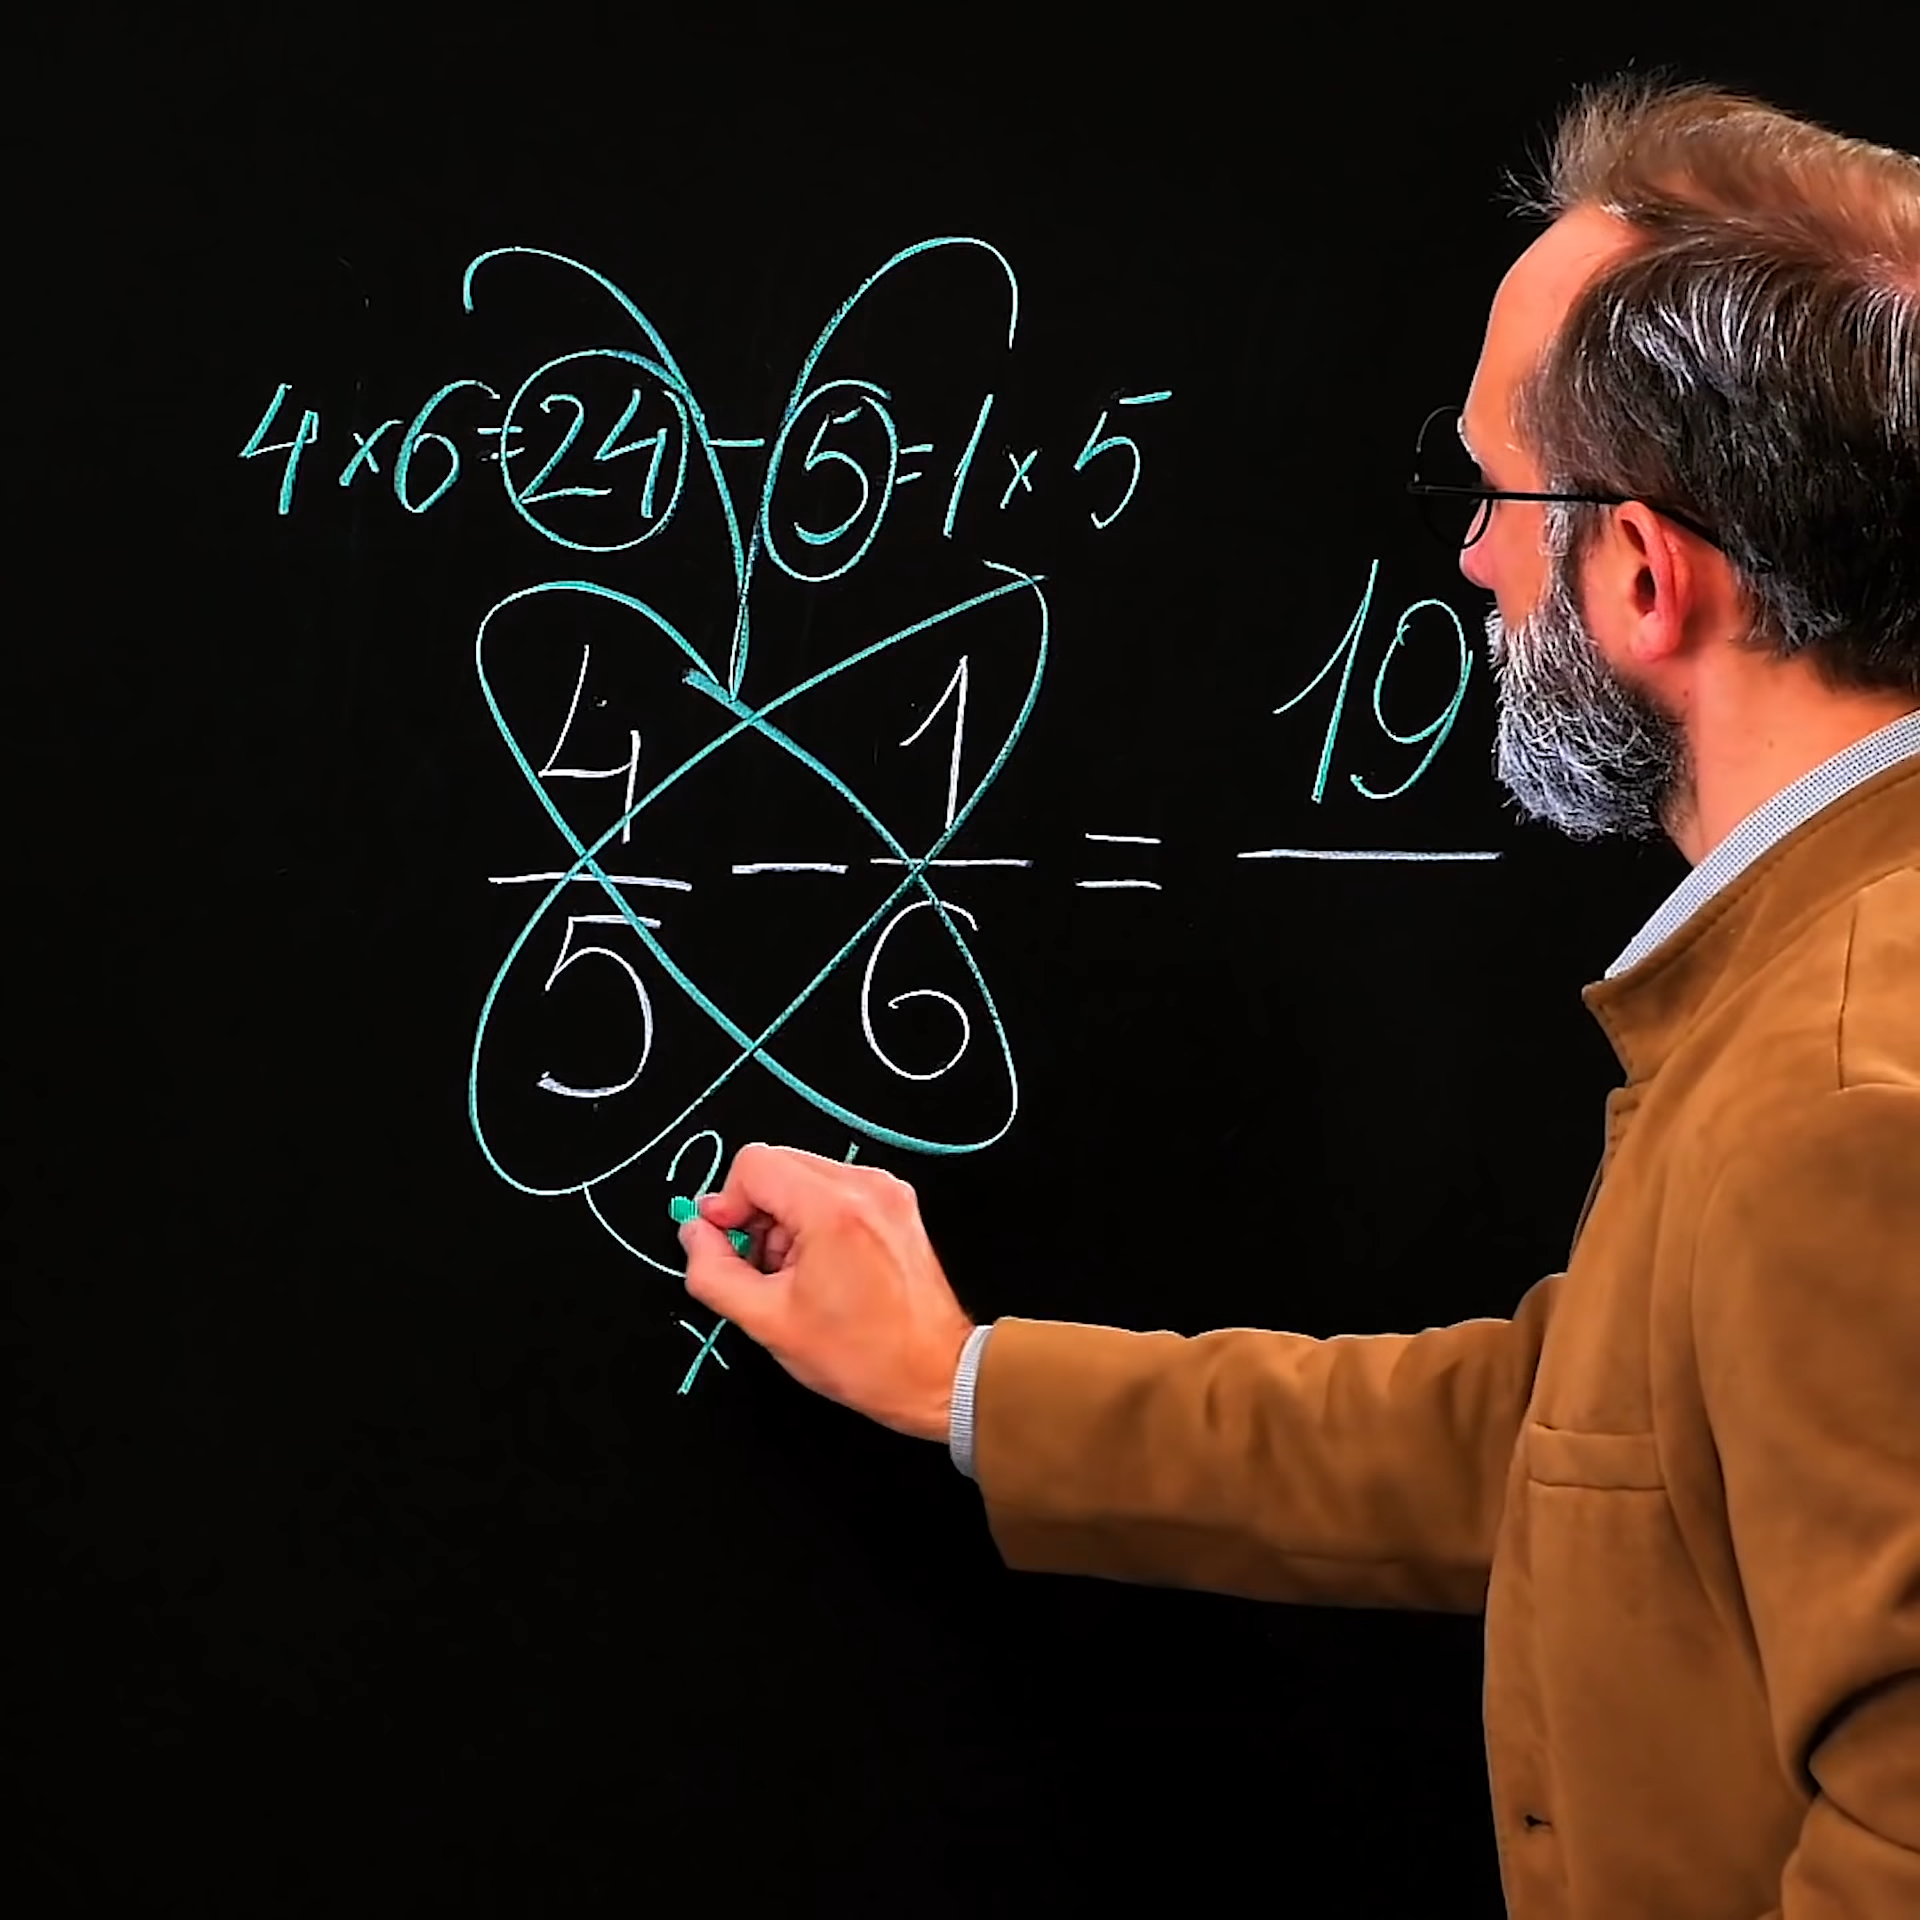 4×6=24-5=1×5
4/5 - 1/6 = 19/
×